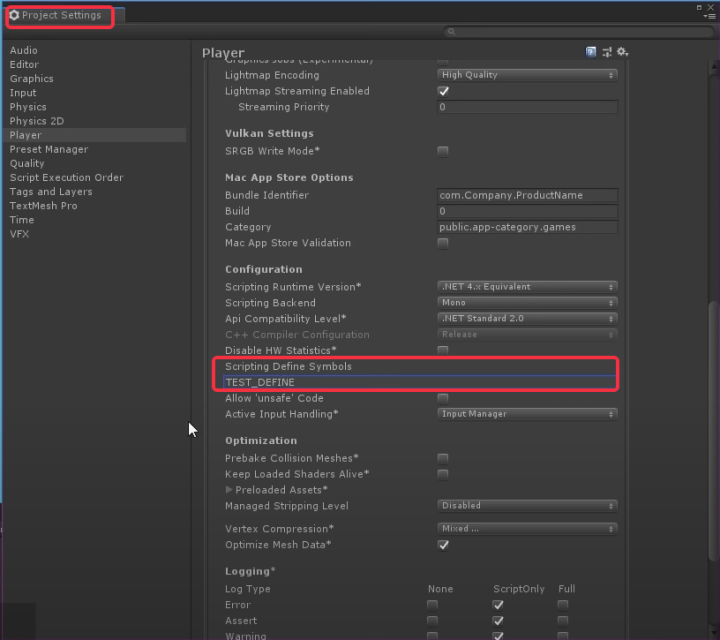 Project Settings
Audio
Editor
Graphics
Input
Physics
Physics 2D
Player
Preset Manager
Quality
Script Execution Order
Tags and Layers
TextMesh Pro
Time
VFX
Player
Graphics Jobs (Experimental)
Lightmap Encoding High Quality
Lightmap Streaming Enabled
Streaming Priority 0
Vulkan Settings
SRGB Write Mode*
Mac App Store Options
Bundle Identifier com.Company.ProductName
Build 0
Category public.app-category.games
Mac App Store Validation
Configuration
Scripting Runtime Version* .NET 4.x Equivalent
Scripting Backend Mono
Api Compatibility Level* .NET Standard 2.0
C++ Compiler Configuration Release
Disable HW Statistics*
Scripting Define Symbols
TEST_DEFINE
Allow 'unsafe' Code
Active Input Handling* Input Manager
Optimization
Prebake Collision Meshes*
Keep Loaded Shaders Alive*
Preloaded Assets*
Managed Stripping Level Disabled
Vertex Compression* Mixed ...
Optimize Mesh Data*
Logging*
Log Type None ScriptOnly Full
Error
Assert
Warning